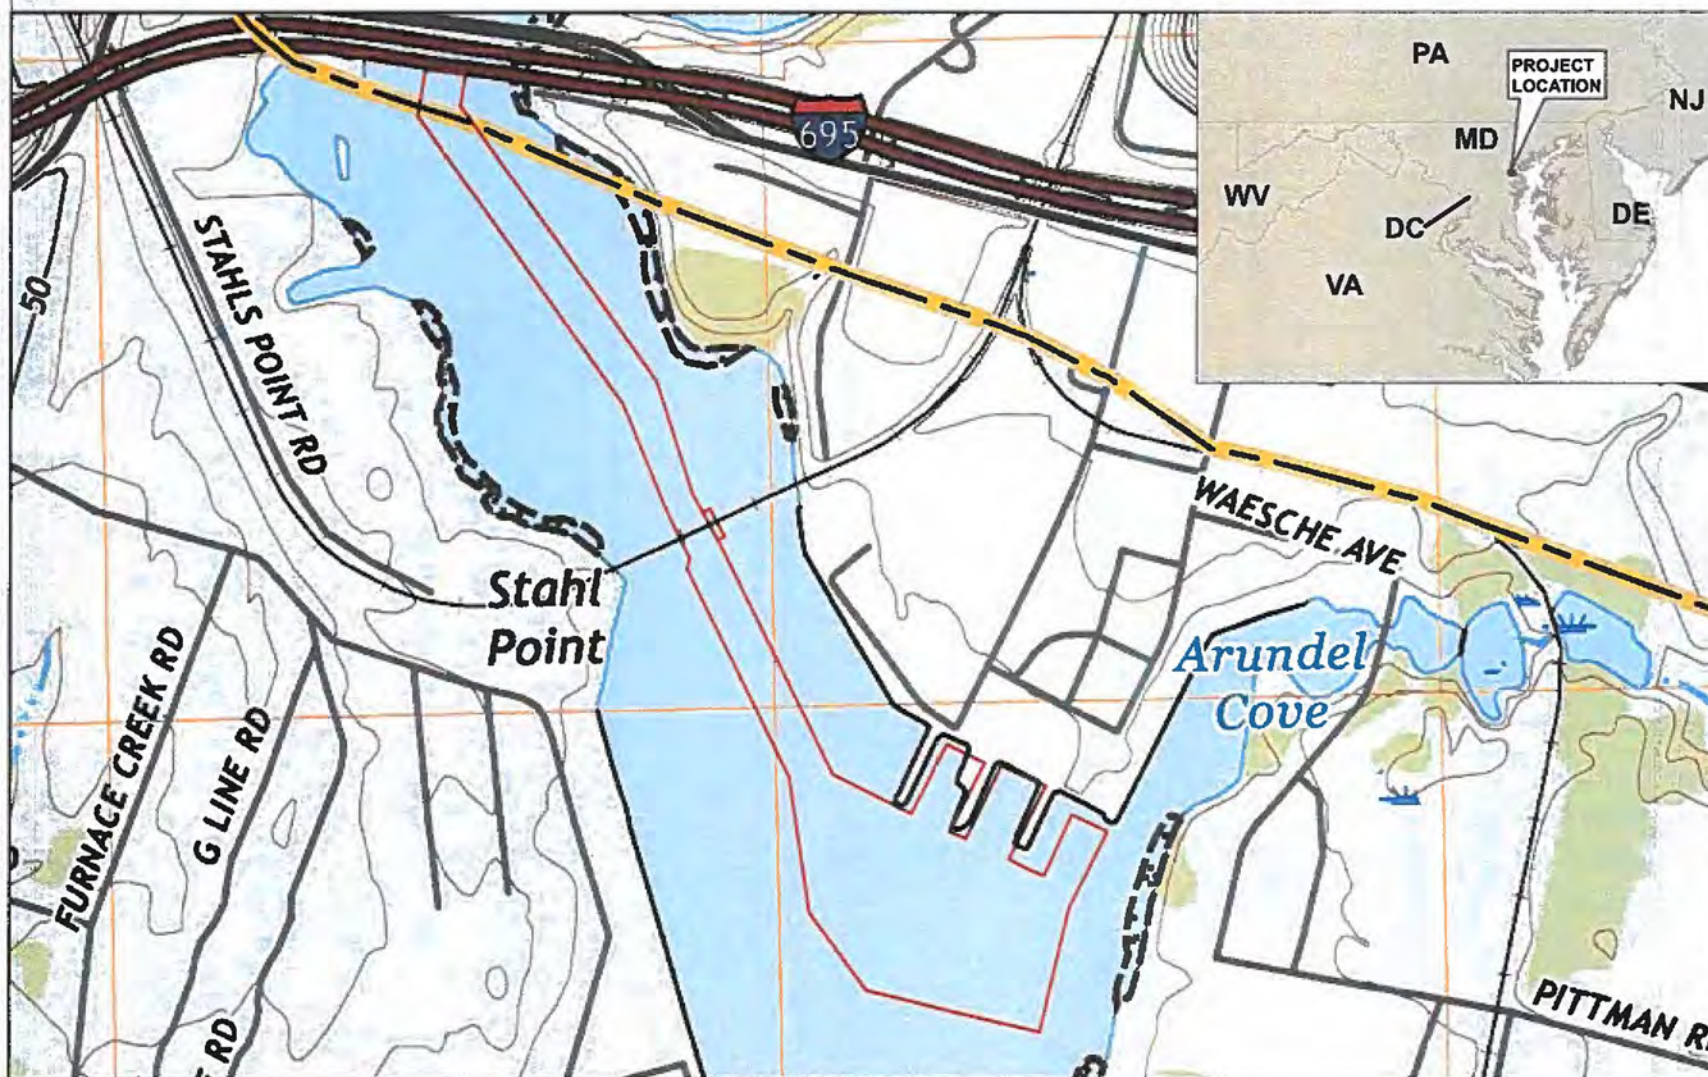 PA
PROJECT
LOCATION
NJ
MD
WV
DC
DE
VA
695
50
STAHLS POINT RD
WAESCHE AVE
Stahl
Point
Arundel
Cove
FURNACE CREEK RD
G LINE RD
RD
PITTMAN